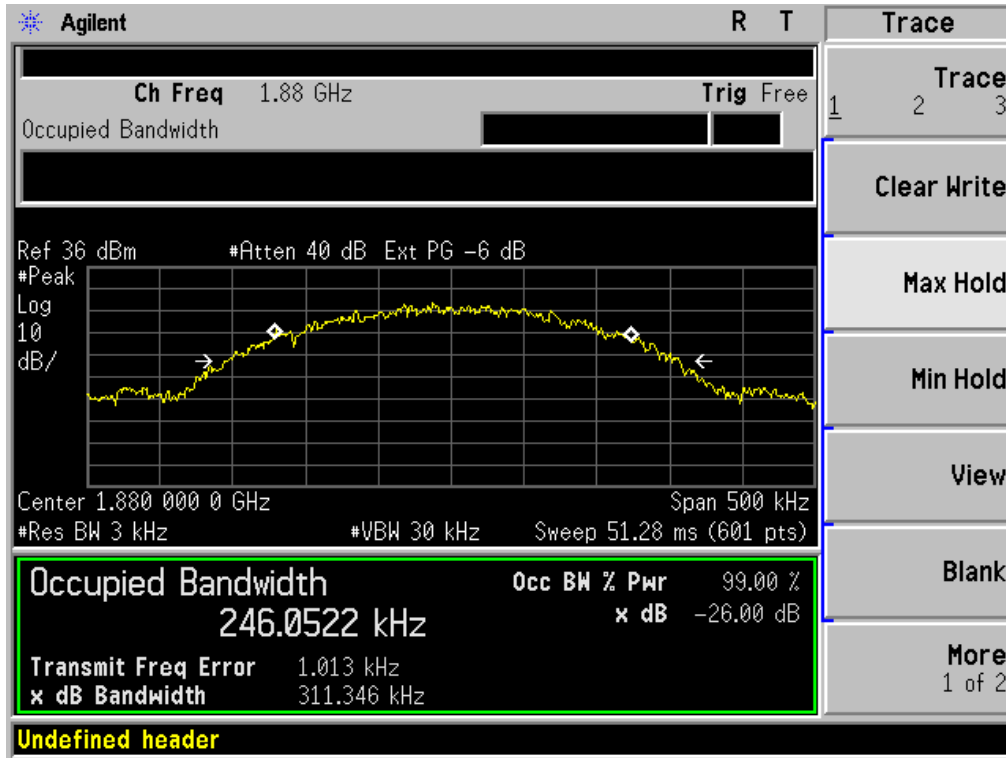 Agilent R T Trace
Ch Freq 1.88 GHz Trig Free
Occupied Bandwidth
Trace
1 2 3
Clear Write
Max Hold
Min Hold
View
Blank
More
1 of 2
Ref 36 dBm #Atten 40 dB Ext PG -6 dB
#Peak
Log
10
dB/
Center 1.880 000 0 GHz Span 500 kHz
#Res BW 3 kHz #VBW 30 kHz Sweep 51.28 ms (601 pts)
Occupied Bandwidth Occ BW % Pwr 99.00 %
246.0522 kHz x dB -26.00 dB
Transmit Freq Error 1.013 kHz
x dB Bandwidth 311.346 kHz
Undefined header